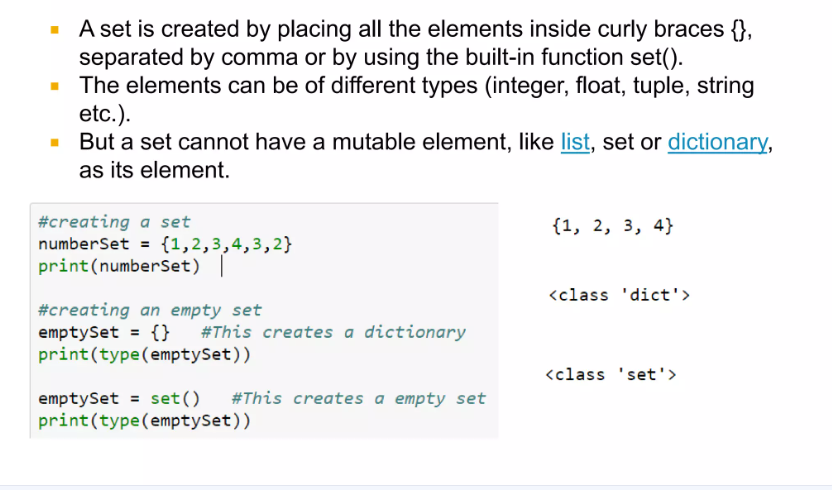 ▪ A set is created by placing all the elements inside curly braces {},
separated by comma or by using the built-in function set().
▪ The elements can be of different types (integer, float, tuple, string
etc.).
▪ But a set cannot have a mutable element, like list, set or dictionary,
as its element.
#creating a set
numberSet = {1,2,3,4,3,2}
print(numberSet)
#creating an empty set
emptySet = {}   #This creates a dictionary
print(type(emptySet))
emptySet = set()   #This creates a empty set
print(type(emptySet))
{1, 2, 3, 4}
<class 'dict'>
<class 'set'>